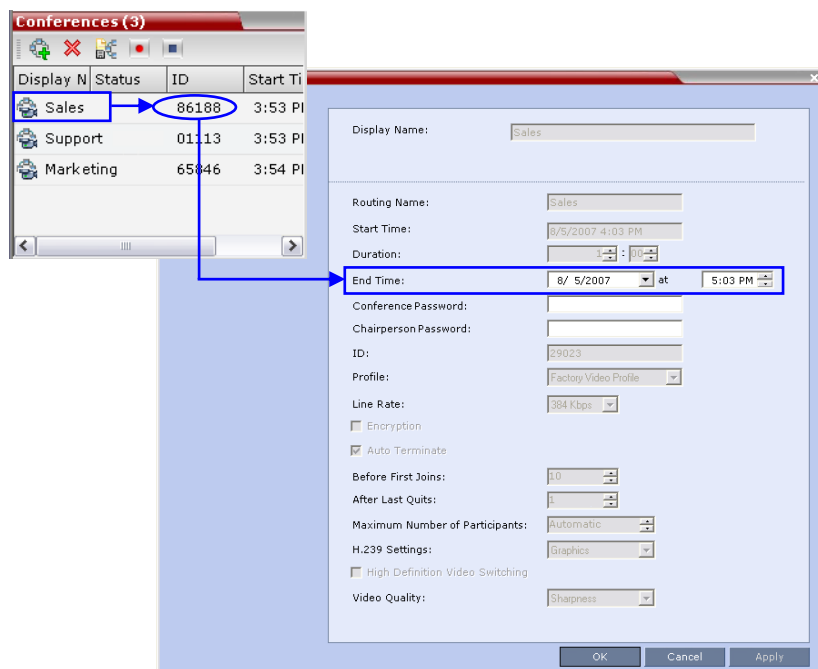 Conferences (3)
Display N Status ID Start Ti
Sales 86188 3:53 PI
Support 01113 3:53 PI
Marketing 65846 3:54 PI
Display Name: Sales
Routing Name: Sales
Start Time: 8/5/2007 4:03 PM
Duration: 1 : 00
End Time: 8/ 5/2007 at 5:03 PM
Conference Password:
Chairperson Password:
ID: 29023
Profile: Factory Video Profile
Line Rate: 384 Kbps
Encryption
Auto Terminate
Before First Joins: 10
After Last Quits: 1
Maximum Number of Participants: Automatic
H.239 Settings: Graphics
High Definition Video Switching
Video Quality: Sharpness
OK Cancel Apply